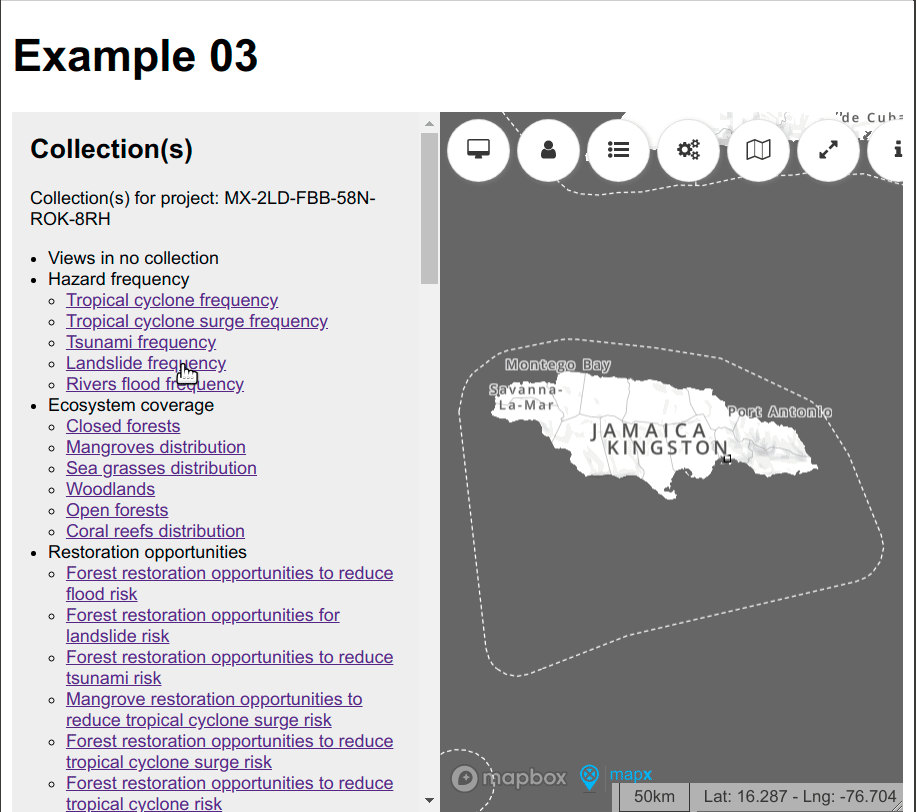 Example 03
Collection(s)
Collection(s) for project: MX-2LD-FBB-58N-
ROK-8RH
Views in no collection
Hazard frequency
Tropical cyclone frequency
Tropical cyclone surge frequency
Tsunami frequency
Landslide frequency
Rivers flood frequency
Ecosystem coverage
Closed forests
Mangroves distribution
Sea grasses distribution
Woodlands
Open forests
Coral reefs distribution
Restoration opportunities
Forest restoration opportunities to reduce
flood risk
Forest restoration opportunities for
landslide risk
Forest restoration opportunities to reduce
tsunami risk
Mangrove restoration opportunities to
reduce tropical cyclone surge risk
Forest restoration opportunities to reduce
tropical cyclone surge risk
Forest restoration opportunities to reduce
tropical cyclone risk
de Cuba
Montego Bay
Savanna-
La-Mar
Port Antonio
JAMAICA
KINGSTON
mapbox
mapx
50km
Lat: 16.287 - Lng: -76.704